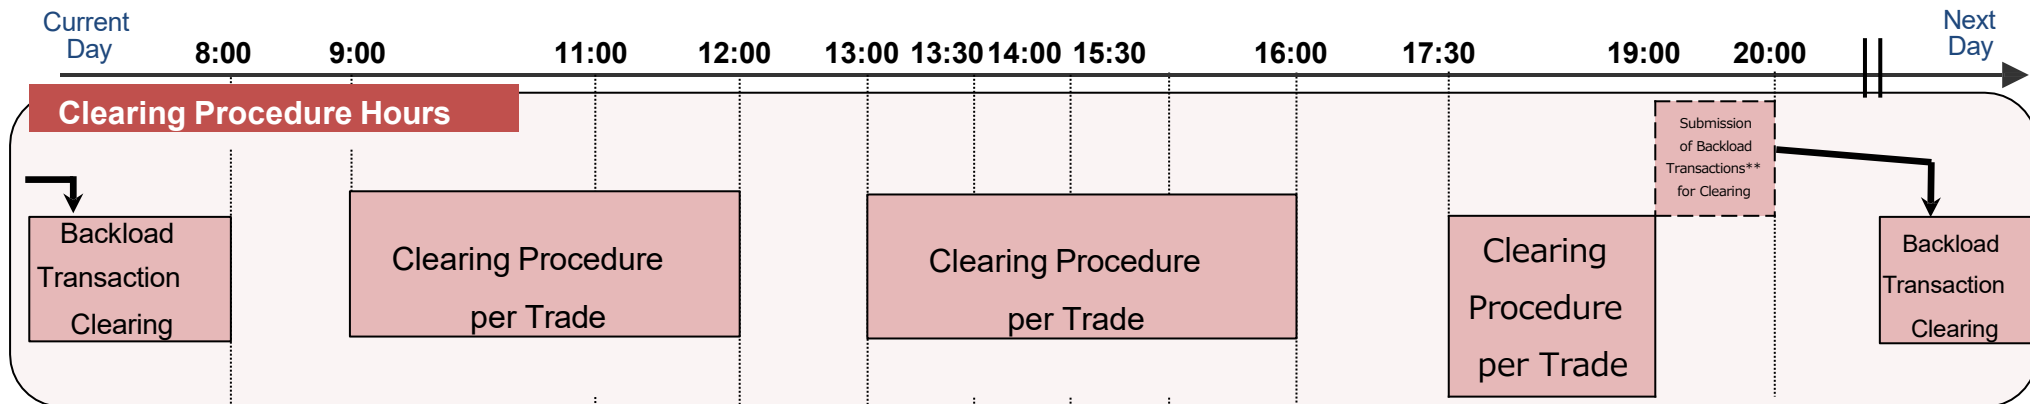 Current
Day
8:00 9:00 11:00 12:00 13:00 13:30 14:00 15:30 16:00 17:30 19:00 20:00
Next
Day
Clearing Procedure Hours
Backload
Transaction
Clearing
Clearing Procedure
per Trade
Clearing Procedure
per Trade
Clearing
Procedure
per Trade
Submission
of Backload
Transactions**
for Clearing
Backload
Transaction
Clearing